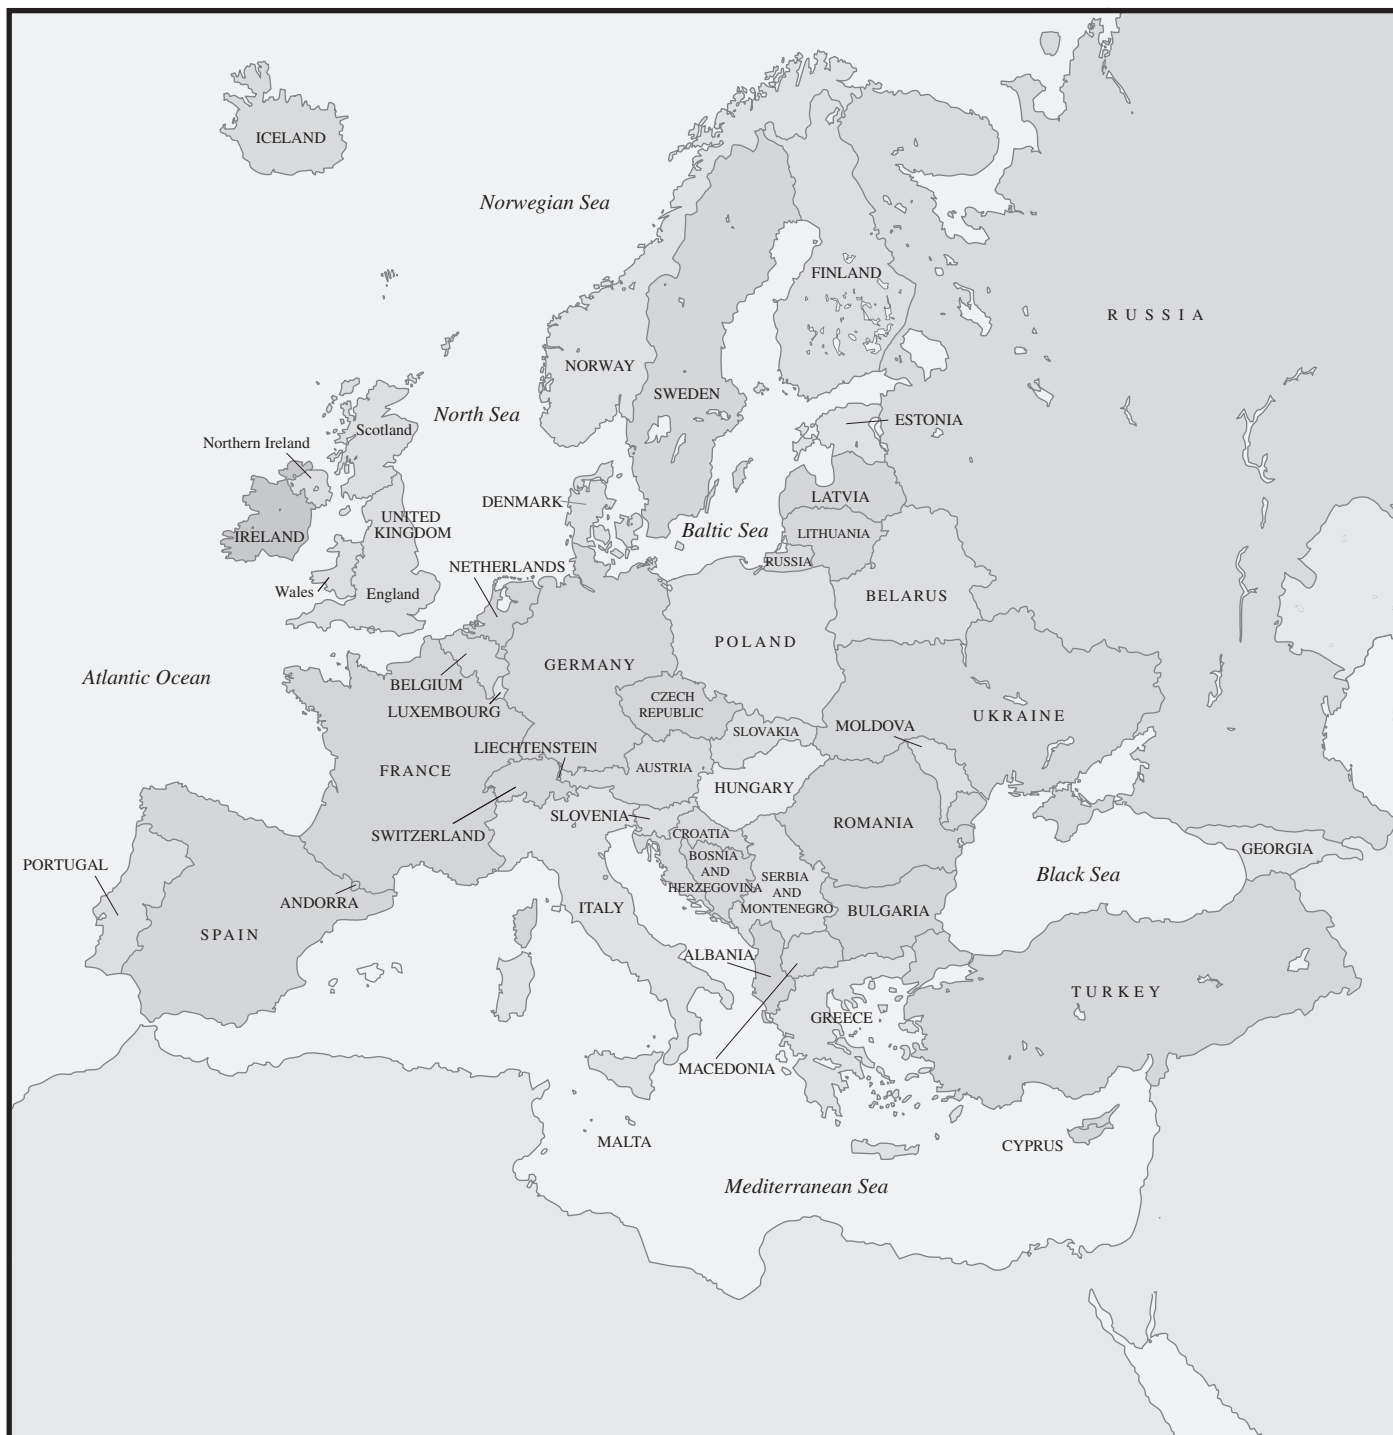 ICELAND
Norwegian Sea
FINLAND
RUSSIA
NORWAY
SWEDEN
North Sea
ESTONIA
Scotland
Northern Ireland
LATVIA
DENMARK
UNITED
KINGDOM
Baltic Sea
LITHUANIA
IRELAND
RUSSIA
NETHERLANDS
Wales
England
BELARUS
POLAND
GERMANY
Atlantic Ocean
BELGIUM
CZECH
REPUBLIC
LUXEMBOURG
UKRAINE
MOLDOVA
SLOVAKIA
LIECHTENSTEIN
AUSTRIA
FRANCE
HUNGARY
SLOVENIA
ROMANIA
SWITZERLAND
CROATIA
GEORGIA
BOSNIA
AND
HERZEGOVINA
PORTUGAL
SERBIA
AND
MONTENEGRO
Black Sea
ANDORRA
ITALY
BULGARIA
SPAIN
ALBANIA
TURKEY
GREECE
MACEDONIA
MALTA
CYPRUS
Mediterranean Sea